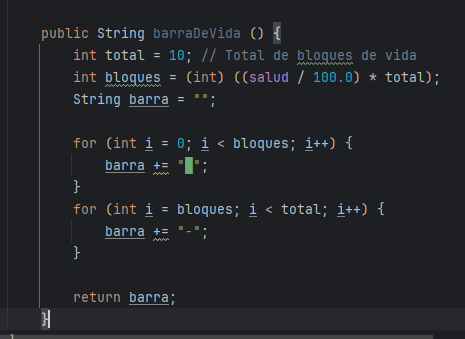 public String barraDeVida () {
    int total = 10; // Total de bloques de vida
    int bloques = (int) ((salud / 100.0) * total);
    String barra = "";

    for (int i = 0; i < bloques; i++) {
        barra += "█";
    }
    for (int i = bloques; i < total; i++) {
        barra += "-";
    }

    return barra;
}